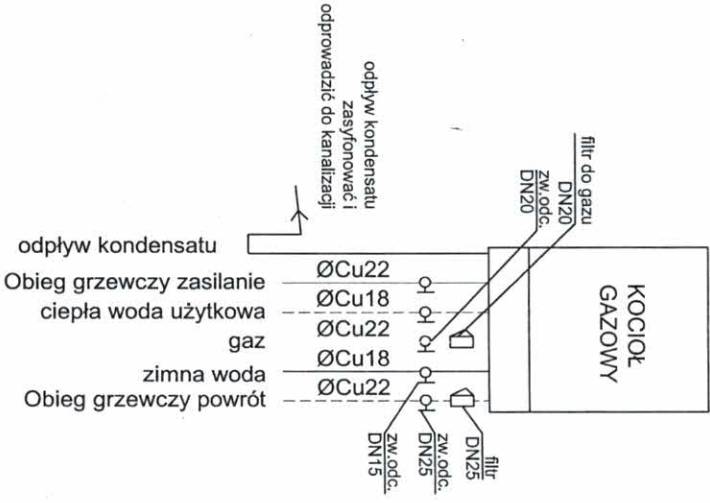 odpływ kondensatu
zasyfonować i
odprowadzić do kanalizacji
filtr do gazu
DN20
zw.odc.
DN20
KOCIOŁ
GAZOWY
odpływ kondensatu
Obieg grzewczy zasilanie
ØCu22
ciepła woda użytkowa
ØCu18
gaz
ØCu22
zimna woda
ØCu18
Obieg grzewczy powrót
ØCu22
zw.odc.
DN15
zw.odc.
DN25
filtr
DN25